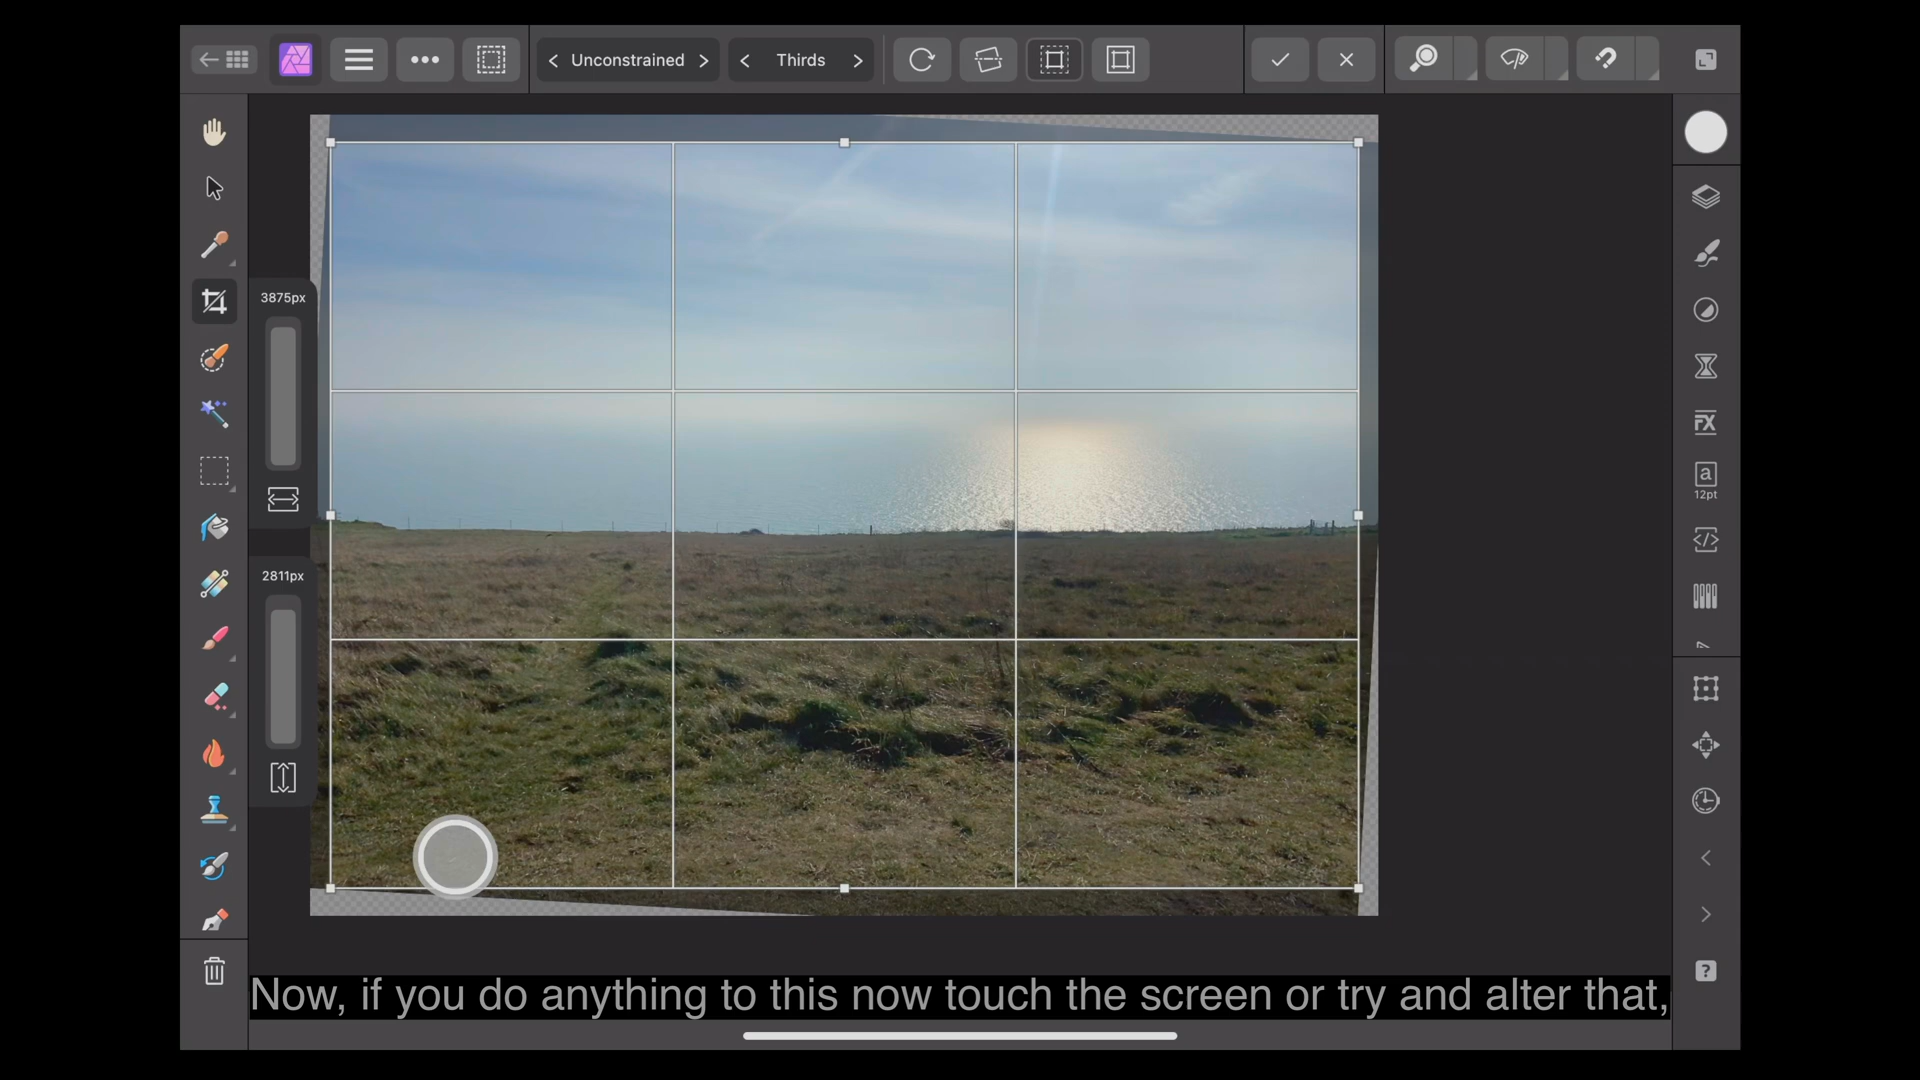 Unconstrained
Thirds
3875px
2811px
FX
a
12pt
?
Now, if you do anything to this now touch the screen or try and alter that,